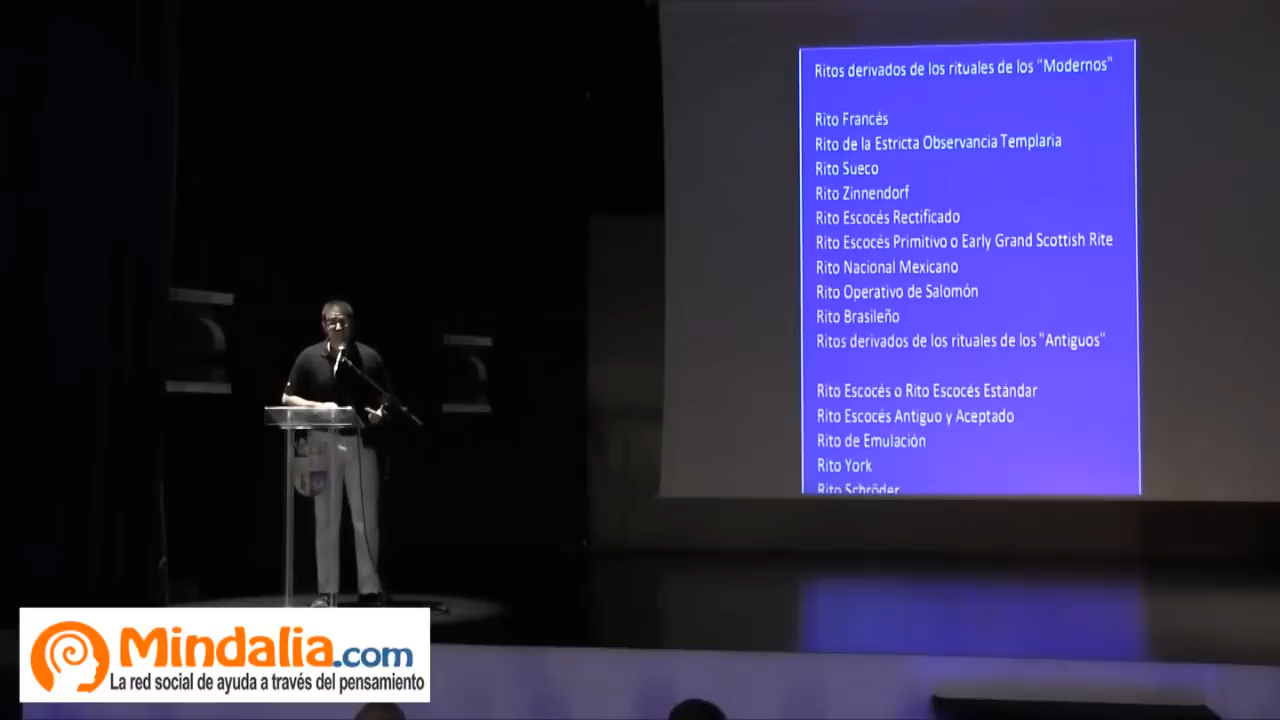 Ritos derivados de los rituales de los "Modernos"
Rito Francés
Rito de la Estricta Observancia Templaria
Rito Sueco
Rito Zinnendorf
Rito Escocés Rectificado
Rito Escocés Primitivo o Early Grand Scottish Rite
Rito Nacional Mexicano
Rito Operativo de Salomón
Rito Brasileño
Ritos derivados de los rituales de los "Antiguos"
Rito Escocés o Rito Escocés Estándar
Rito Escocés Antiguo y Aceptado
Rito de Emulación
Rito York
Rito Schröder
Mindalia.com
La red social de ayuda a través del pensamiento